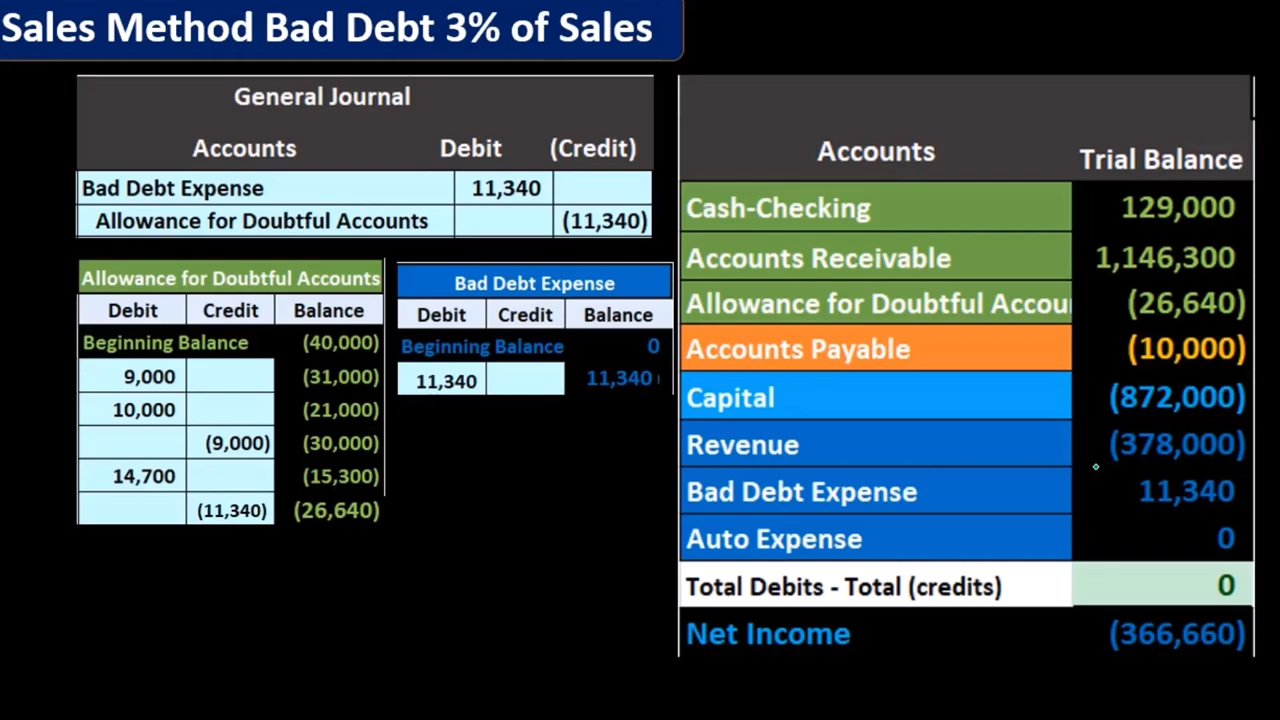 Sales Method Bad Debt 3% of Sales
General Journal
Accounts Debit (Credit)
Bad Debt Expense 11,340
Allowance for Doubtful Accounts (11,340)
Allowance for Doubtful Accounts
Debit Credit Balance
Beginning Balance (40,000)
9,000 (31,000)
10,000 (21,000)
(9,000) (30,000)
14,700 (15,300)
(11,340) (26,640)
Bad Debt Expense
Debit Credit Balance
Beginning Balance 0
11,340 11,340
Accounts Trial Balance
Cash-Checking 129,000
Accounts Receivable 1,146,300
Allowance for Doubtful Accou (26,640)
Accounts Payable (10,000)
Capital (872,000)
Revenue (378,000)
Bad Debt Expense 11,340
Auto Expense 0
Total Debits - Total (credits) 0
Net Income (366,660)